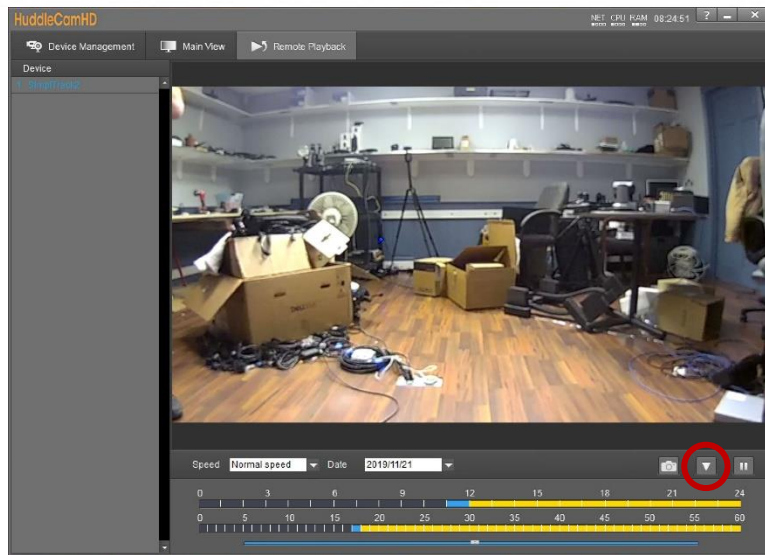 HuddleCamHD
NET CPU RAM 08:24:51 ? – ×
Device Management Main View Remote Playback
Device
Speed Normal speed Date 2019/11/21
0 3 6 9 12 15 18 21 24
0 5 10 15 20 25 30 35 40 45 50 55 60